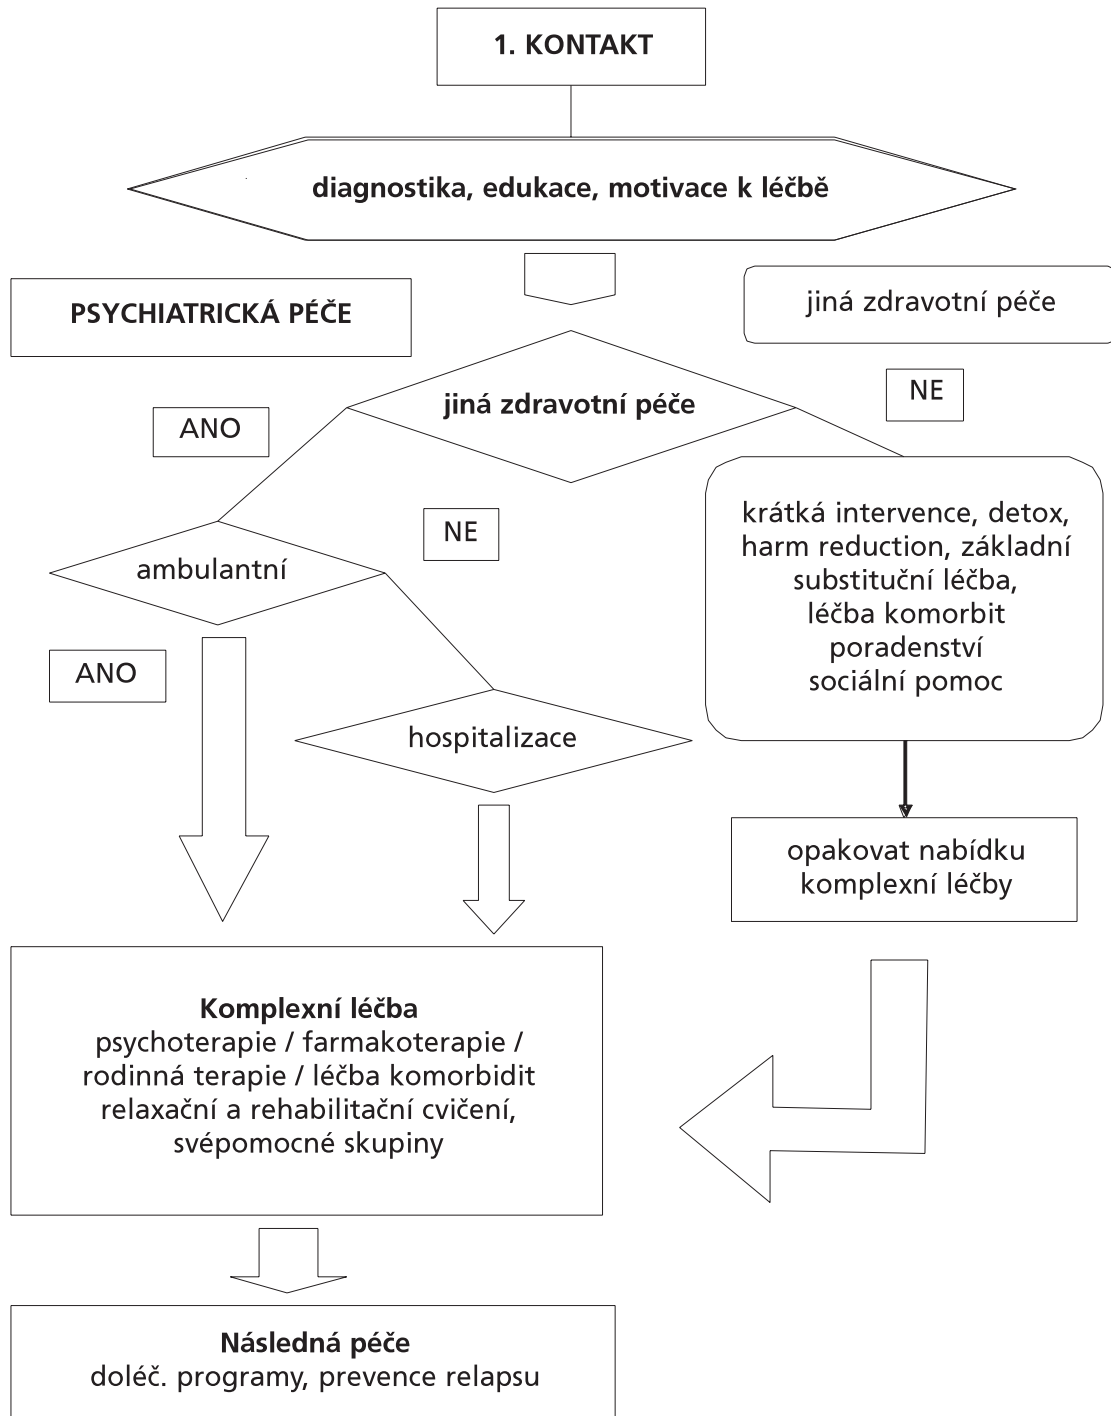 1. KONTAKT
diagnostika, edukace, motivace k léčbě
PSYCHIATRICKÁ PÉČE
jiná zdravotní péče
jiná zdravotní péče
NE
ANO
NE
ambulantní
krátká intervence, detox,
harm reduction, základní
substituční léčba,
léčba komorbit
poradenství
sociální pomoc
ANO
hospitalizace
opakovat nabídku
komplexní léčby
Komplexní léčba
psychoterapie / farmakoterapie /
rodinná terapie / léčba komorbidit
relaxační a rehabilitační cvičení,
svépomocné skupiny
Následná péče
doléč. programy, prevence relapsu